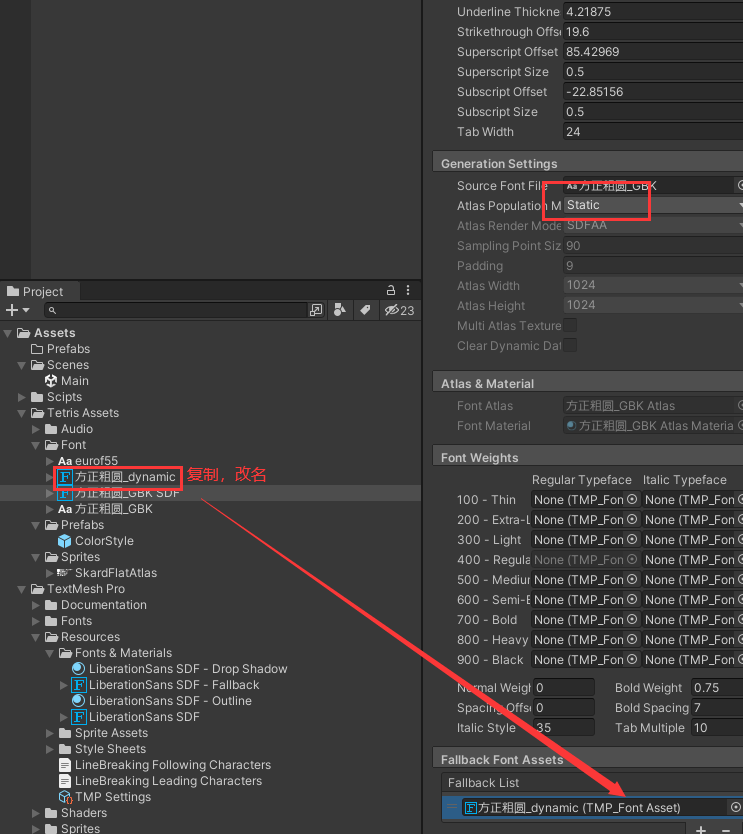 Underline Thickne 4.21875
Strikethrough Offs 19.6
Superscript Offset 85.42969
Superscript Size 0.5
Subscript Offset -22.85156
Subscript Size 0.5
Tab Width 24
Generation Settings
Source Font File Aa 方正粗圆_GBK
Atlas Population M Static
Atlas Render Mode SDFAA
Sampling Point Siz 90
Padding 9
Atlas Width 1024
Atlas Height 1024
Multi Atlas Texture
Clear Dynamic Dat
Atlas & Material
Font Atlas 方正粗圆_GBK Atlas
Font Material 方正粗圆_GBK Atlas Materia
Font Weights
Regular Typeface Italic Typeface
100 - Thin None (TMP_Fon None (TMP_Fon
200 - Extra-L None (TMP_Fon None (TMP_Fon
300 - Light None (TMP_Fon None (TMP_Fon
400 - Regula None (TMP_Fon None (TMP_Fon
500 - Medium None (TMP_Fon None (TMP_Fon
600 - Semi-B None (TMP_Fon None (TMP_Fon
700 - Bold None (TMP_Fon None (TMP_Fon
800 - Heavy None (TMP_Fon None (TMP_Fon
900 - Black None (TMP_Fon None (TMP_Fon
Normal Weigh 0 Bold Weight 0.75
Spacing Offse 0 Bold Spacing 7
Italic Style 35 Tab Multiple 10
Fallback Font Assets
Fallback List
方正粗圆_dynamic (TMP_Font Asset)
Project
23
Assets
Prefabs
Scenes
Main
Scipts
Tetris Assets
Audio
Font
Aa eurof55
方正粗圆_dynamic 复制，改名
方正粗圆_GBK SDF
Aa 方正粗圆_GBK
Prefabs
ColorStyle
Sprites
SkardFlatAtlas
TextMesh Pro
Documentation
Fonts
Resources
Fonts & Materials
LiberationSans SDF - Drop Shadow
LiberationSans SDF - Fallback
LiberationSans SDF - Outline
LiberationSans SDF
Sprite Assets
Style Sheets
LineBreaking Following Characters
LineBreaking Leading Characters
TMP Settings
Shaders
Sprites